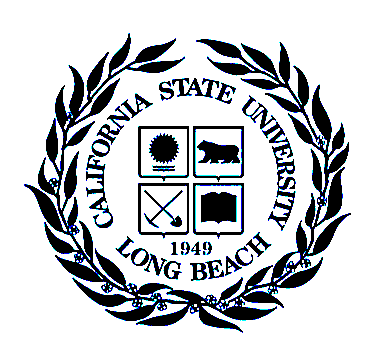 CALIFORNIA STATE UNIVERSITY
1949
LONG BEACH